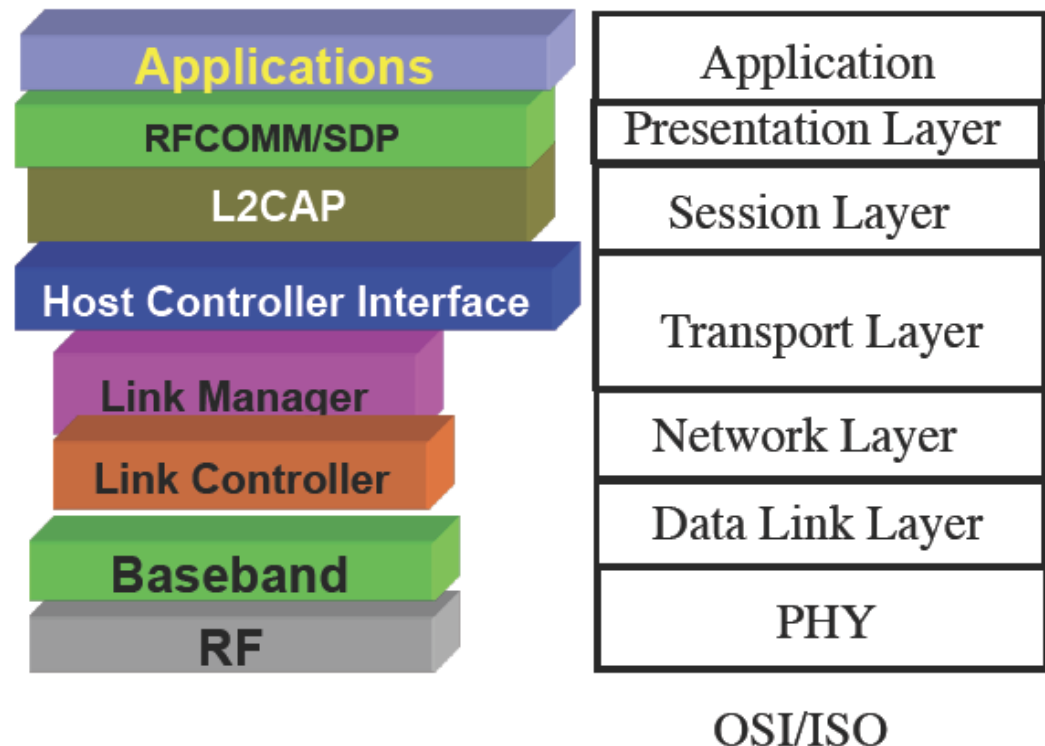 Applications
RFCOMM/SDP
L2CAP
Host Controller Interface
Link Manager
Link Controller
Baseband
RF
Application
Presentation Layer
Session Layer
Transport Layer
Network Layer
Data Link Layer
PHY
OSI/ISO